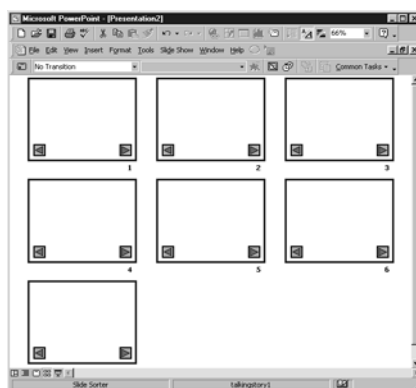 Microsoft PowerPoint - [Presentation2]
66%
File Edit View Insert Format Tools Slide Show Window Help
No Transition
Common Tasks
1
2
3
4
5
6
Slide Sorter
talkingstory1